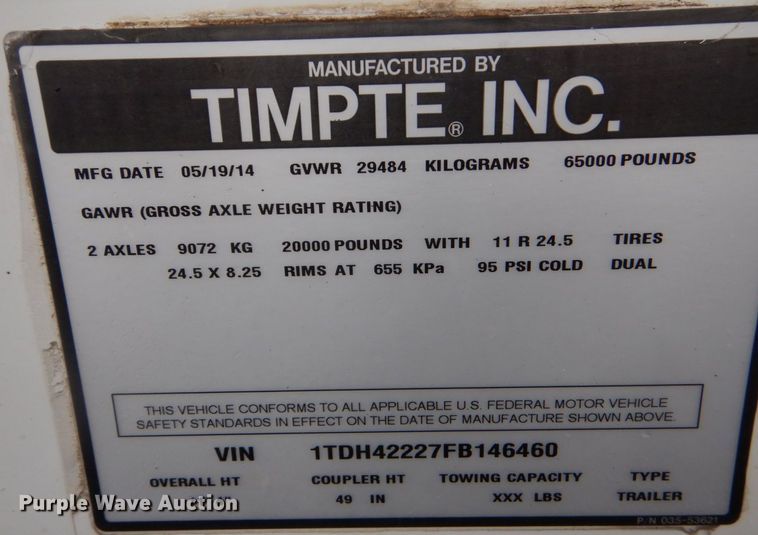 MANUFACTURED BY
TIMPTE® INC.
MFG DATE 05/19/14 GVWR 29484 KILOGRAMS 65000 POUNDS
GAWR (GROSS AXLE WEIGHT RATING)
2 AXLES 9072 KG 20000 POUNDS WITH 11 R 24.5 TIRES
24.5 X 8.25 RIMS AT 655 KPa 95 PSI COLD DUAL
THIS VEHICLE CONFORMS TO ALL APPLICABLE U.S. FEDERAL MOTOR VEHICLE
SAFETY STANDARDS IN EFFECT ON THE DATE OF MANUFACTURE SHOWN ABOVE.
VIN 1TDH42227FB146460
OVERALL HT COUPLER HT TOWING CAPACITY TYPE
49 IN XXX LBS TRAILER
Purple Wave Auction
P/N 035-53621